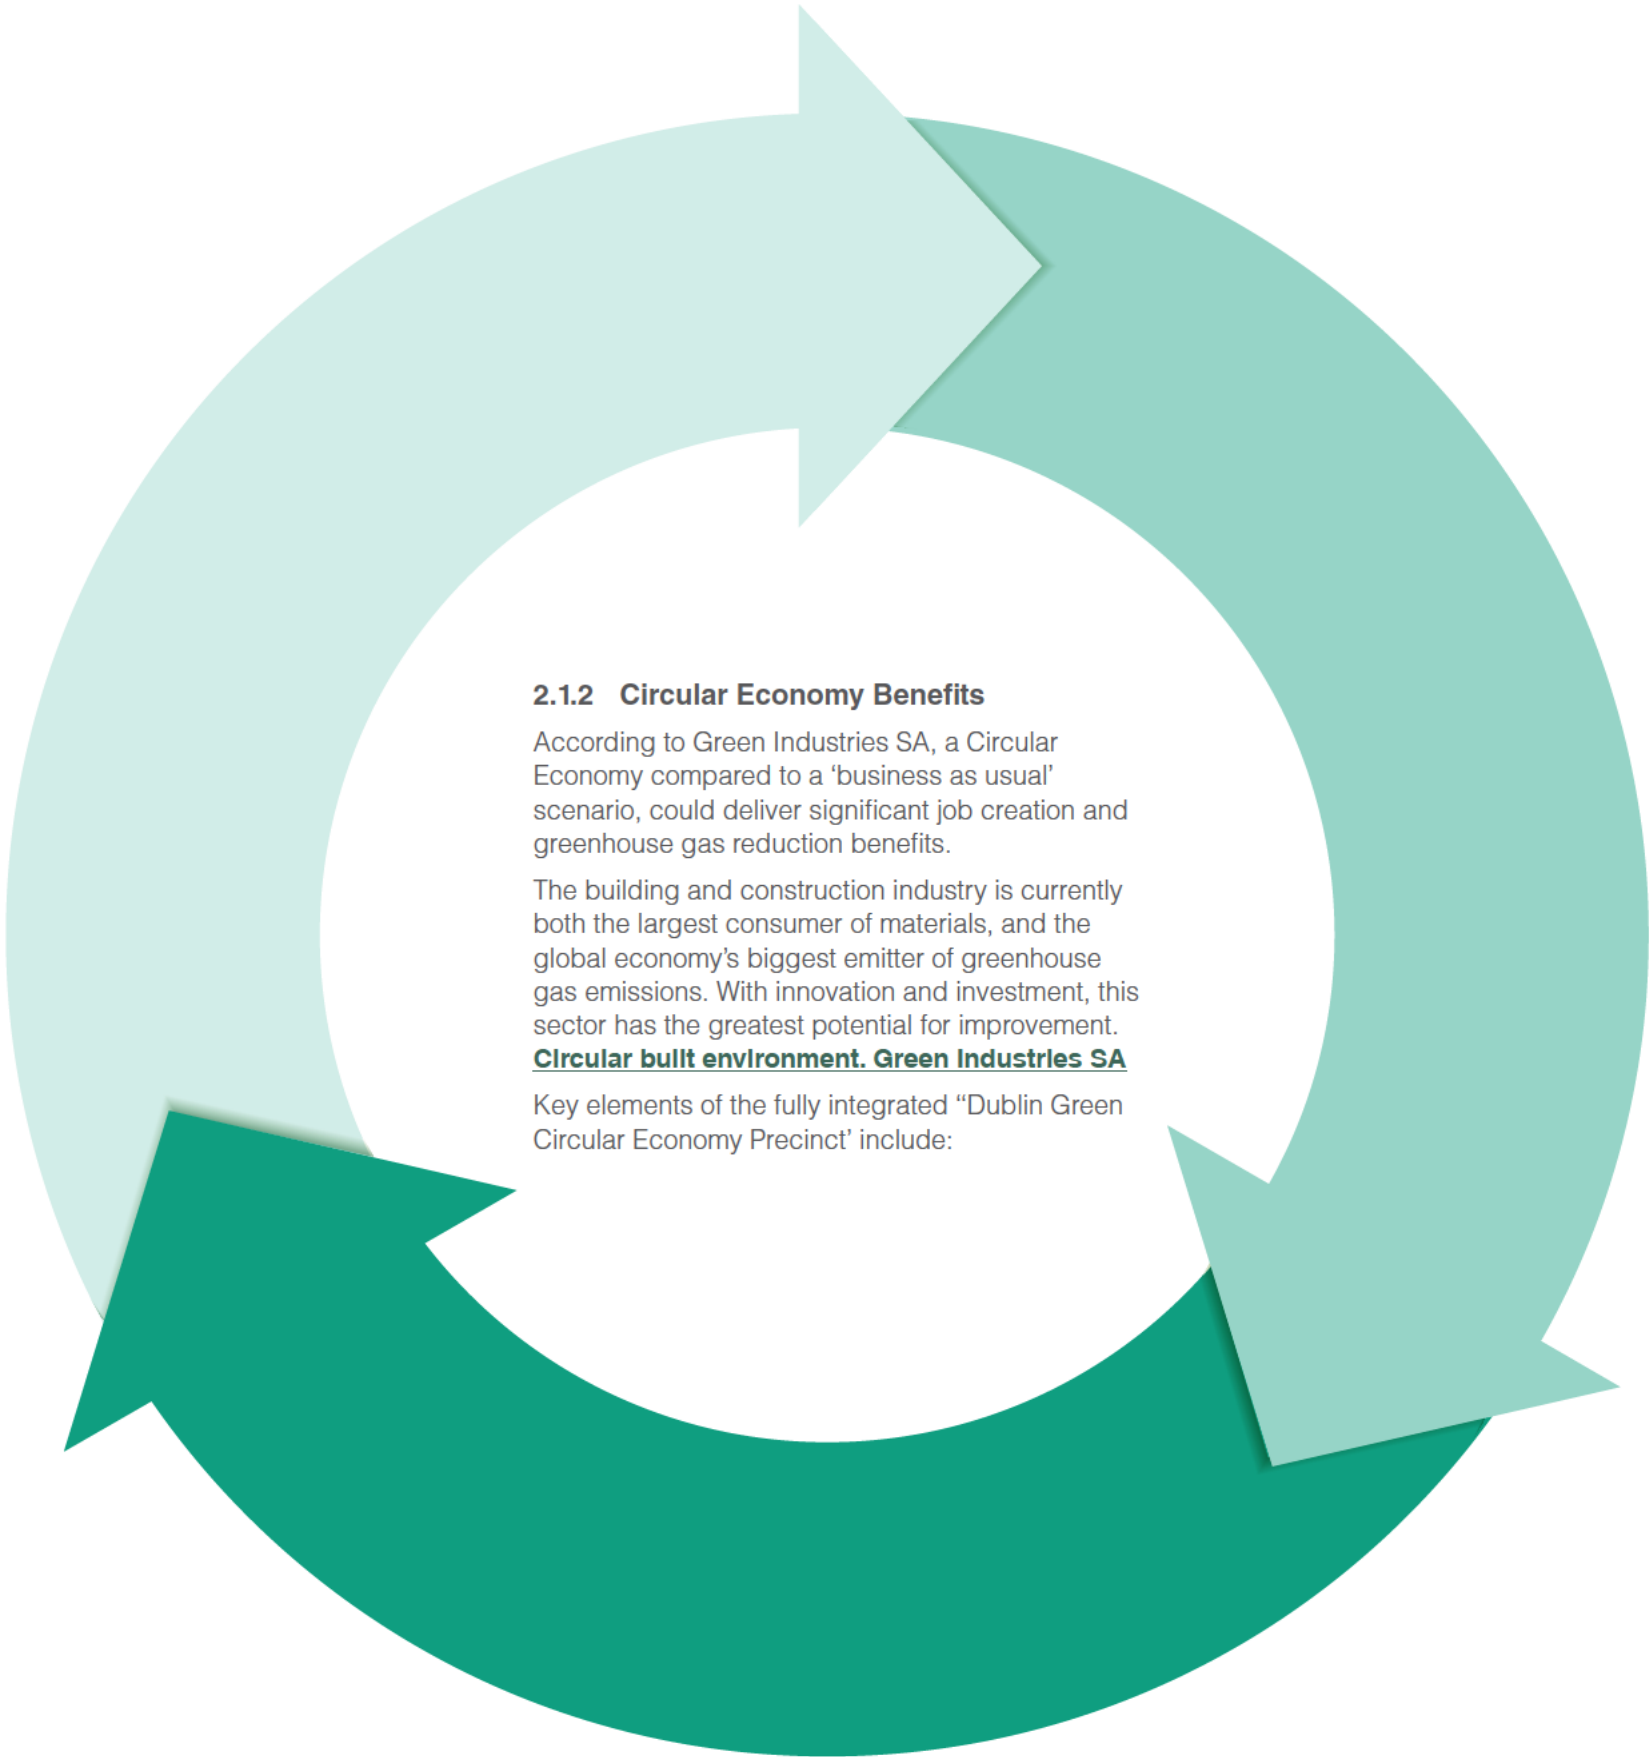 2.1.2 Circular Economy Benefits
According to Green Industries SA, a Circular
Economy compared to a ‘business as usual’
scenario, could deliver significant job creation and
greenhouse gas reduction benefits.
The building and construction industry is currently
both the largest consumer of materials, and the
global economy’s biggest emitter of greenhouse
gas emissions. With innovation and investment, this
sector has the greatest potential for improvement.
Circular built environment. Green Industries SA
Key elements of the fully integrated “Dublin Green
Circular Economy Precinct’ include: